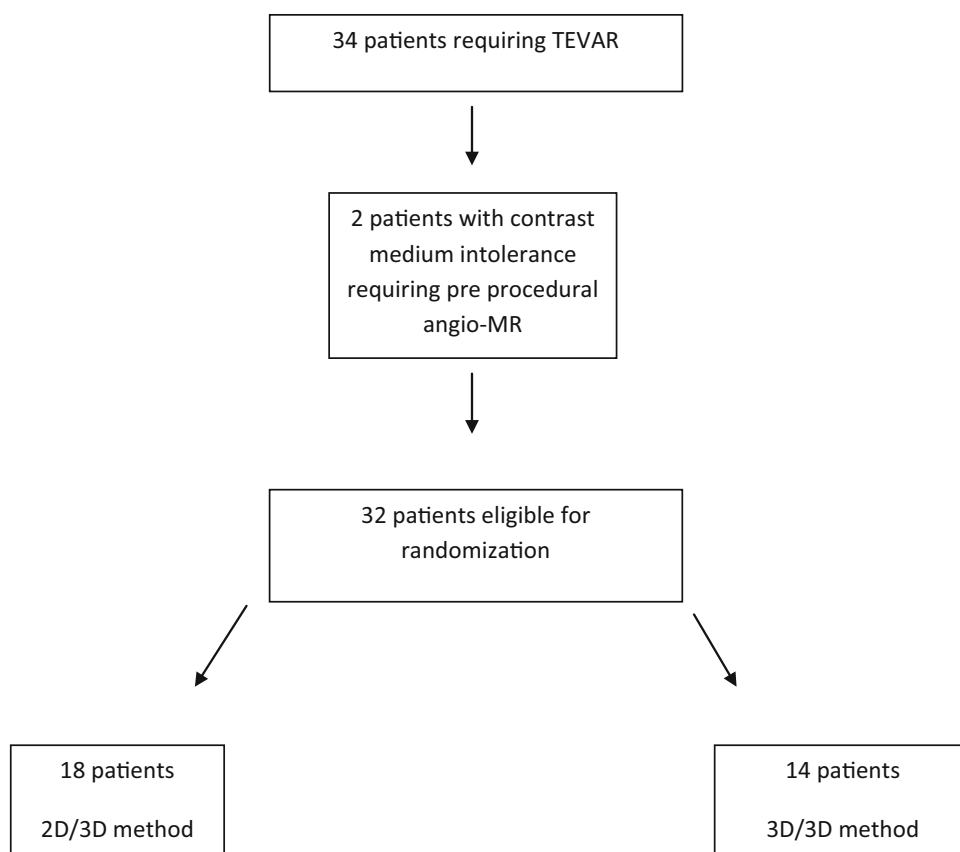 34 patients requiring TEVAR
2 patients with contrast
medium intolerance
requiring pre procedural
angio-MR
32 patients eligible for
randomization
18 patients
2D/3D method
14 patients
3D/3D method